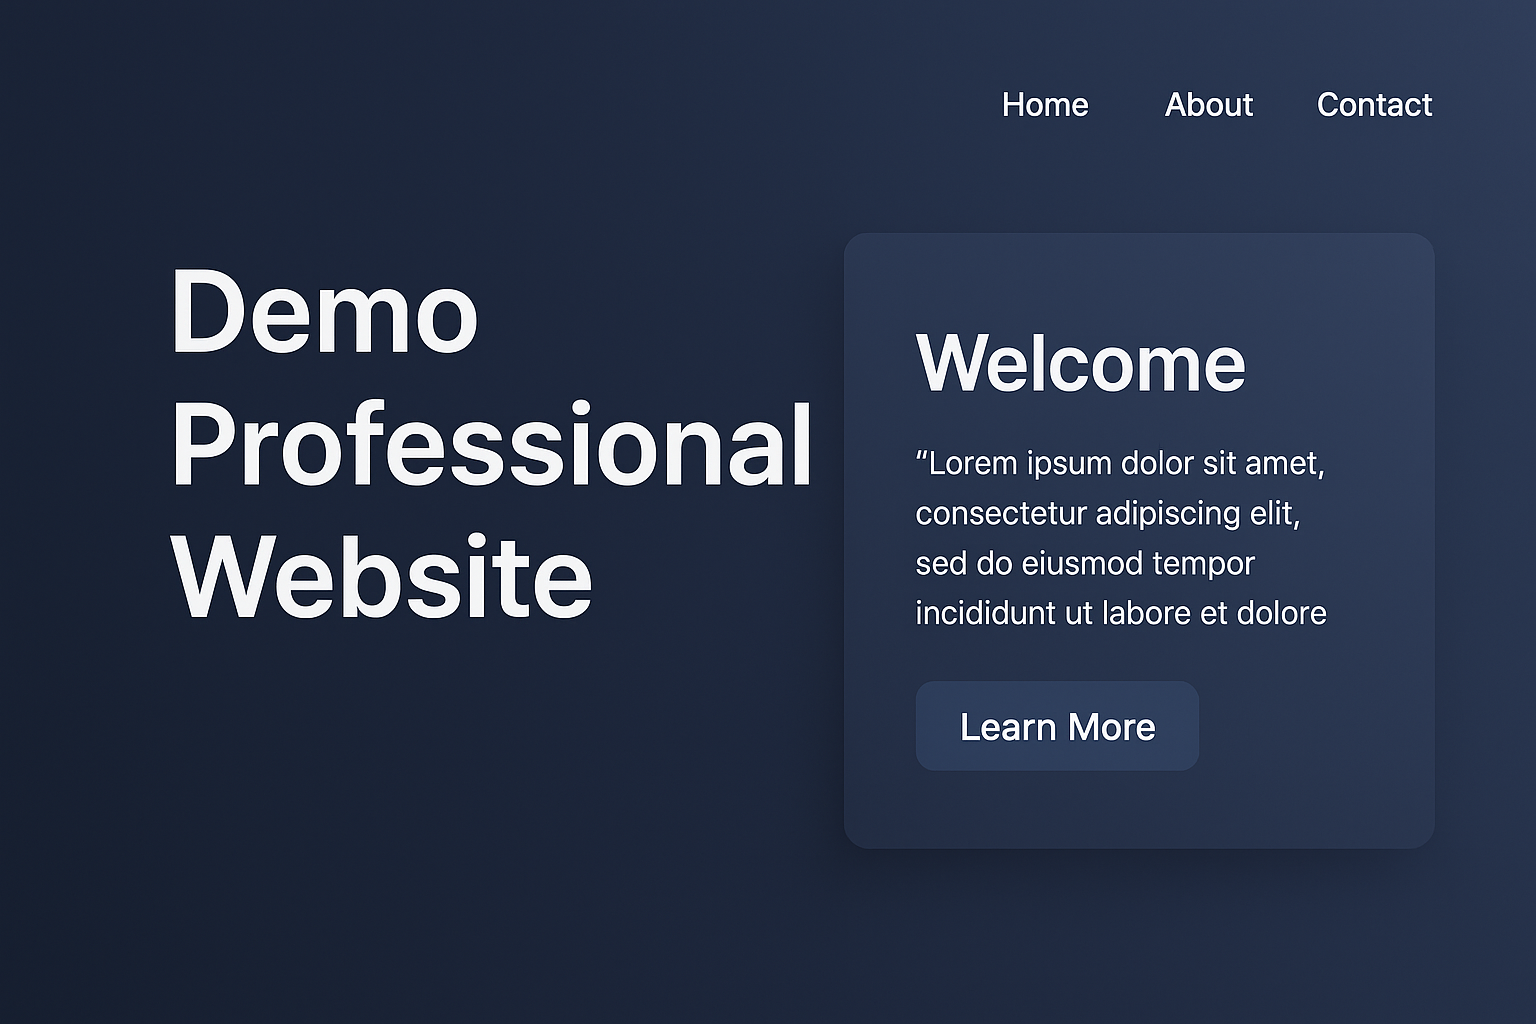 Home About Contact
Demo
Professional
Website
Welcome
“Lorem ipsum dolor sit amet,
consectetur adipiscing elit,
sed do eiusmod tempor
incididunt ut labore et dolore
Learn More